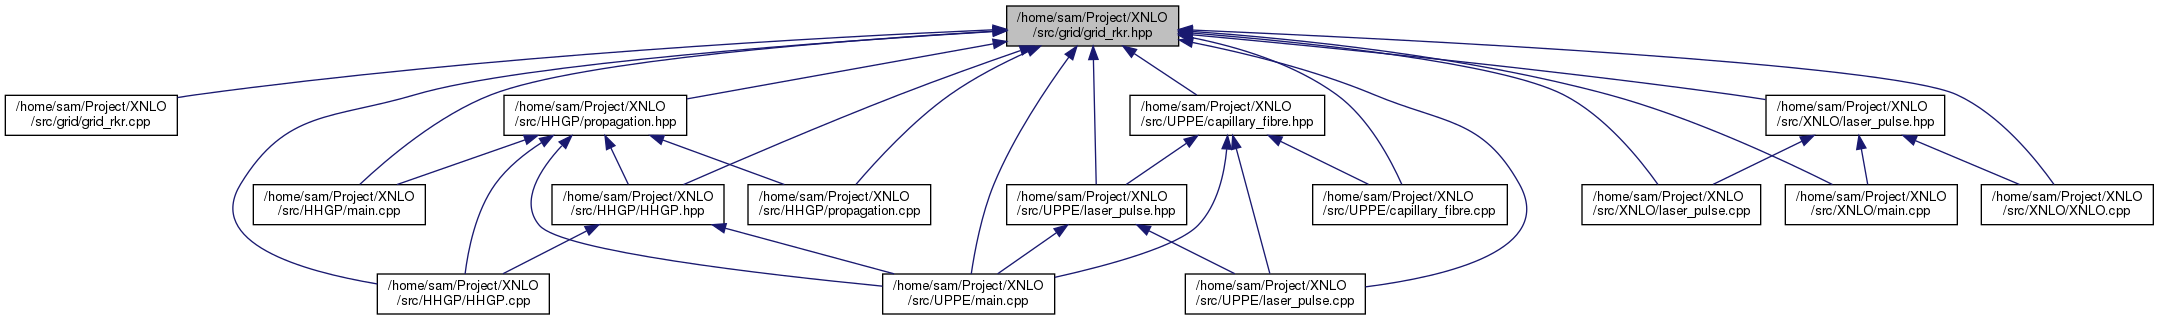 /home/sam/Project/XNLO
/src/grid/grid_rkr.hpp
/home/sam/Project/XNLO
/src/grid/grid_rkr.cpp
/home/sam/Project/XNLO
/src/HHGP/propagation.hpp
/home/sam/Project/XNLO
/src/UPPE/capillary_fibre.hpp
/home/sam/Project/XNLO
/src/XNLO/laser_pulse.hpp
/home/sam/Project/XNLO
/src/HHGP/main.cpp
/home/sam/Project/XNLO
/src/HHGP/HHGP.hpp
/home/sam/Project/XNLO
/src/HHGP/propagation.cpp
/home/sam/Project/XNLO
/src/UPPE/laser_pulse.hpp
/home/sam/Project/XNLO
/src/UPPE/capillary_fibre.cpp
/home/sam/Project/XNLO
/src/XNLO/laser_pulse.cpp
/home/sam/Project/XNLO
/src/XNLO/main.cpp
/home/sam/Project/XNLO
/src/XNLO/XNLO.cpp
/home/sam/Project/XNLO
/src/HHGP/HHGP.cpp
/home/sam/Project/XNLO
/src/UPPE/main.cpp
/home/sam/Project/XNLO
/src/UPPE/laser_pulse.cpp